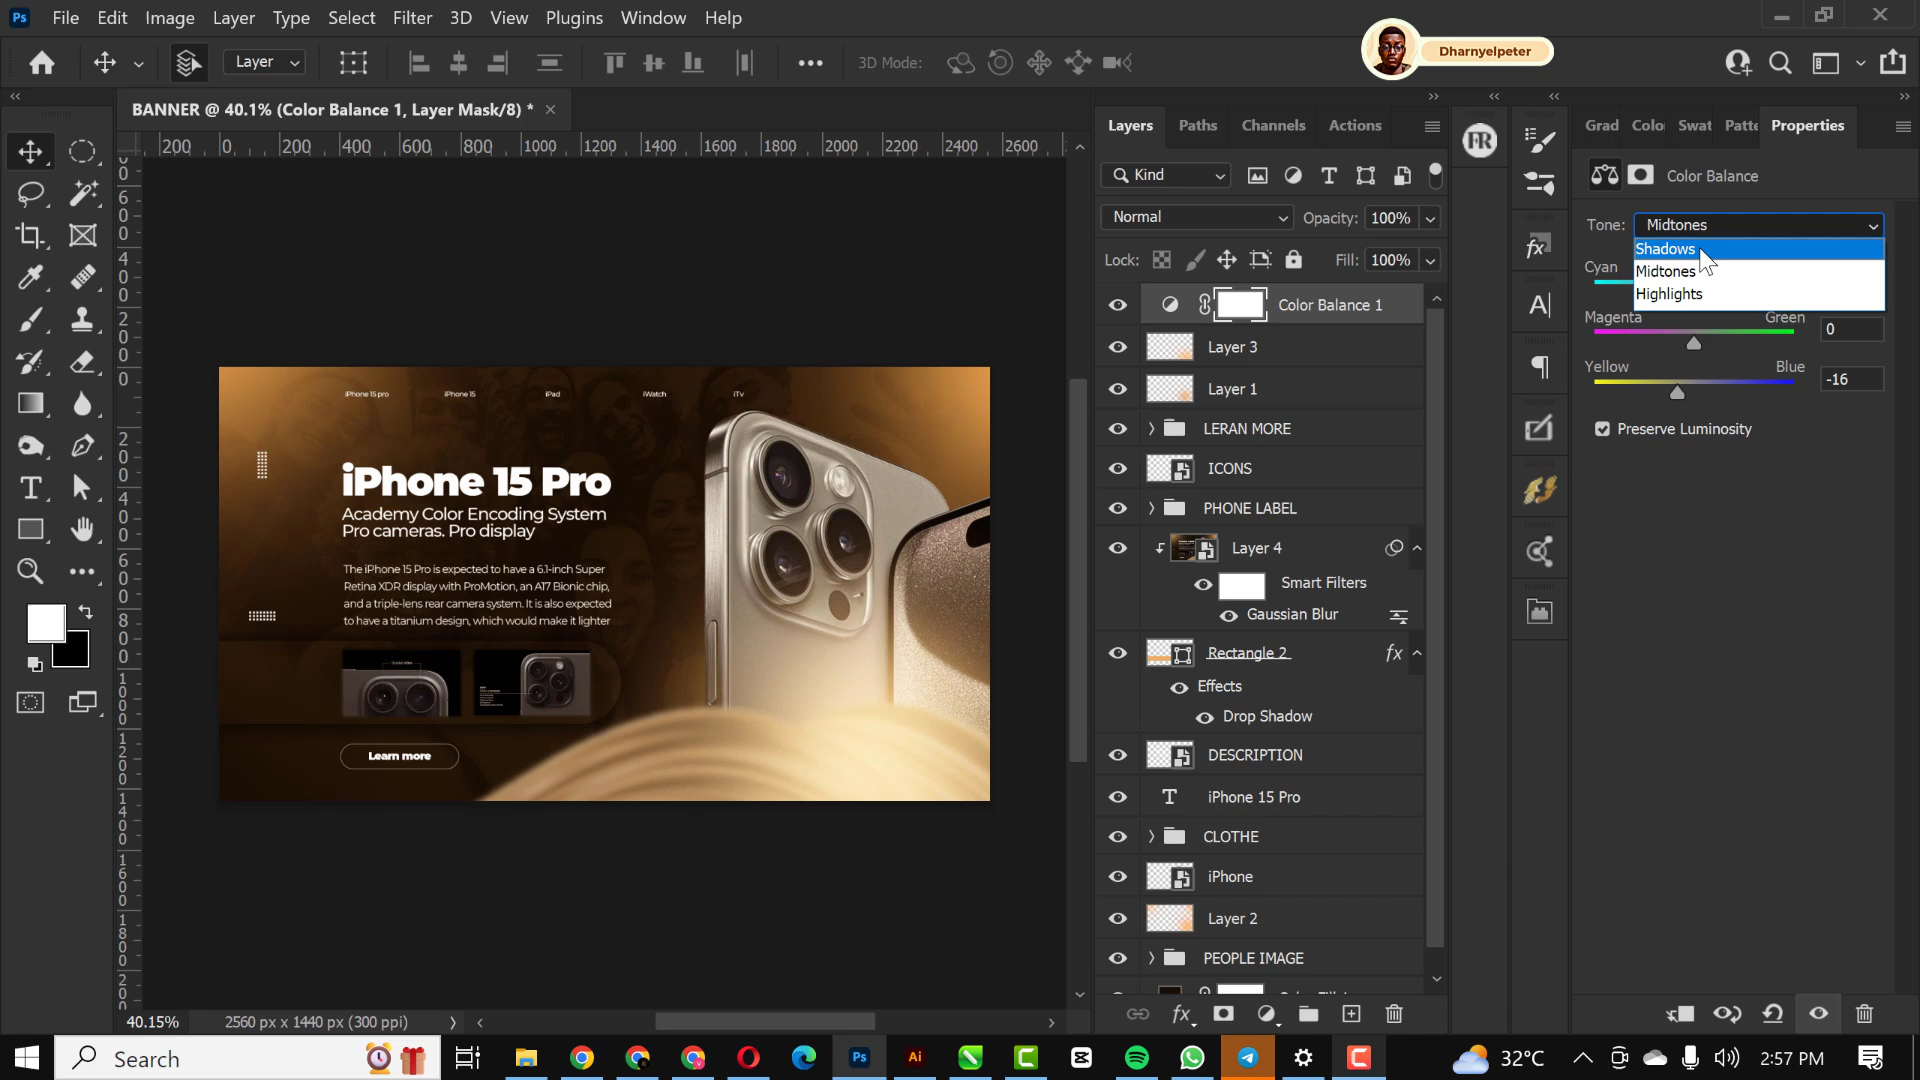 Ps File Edit Image Layer Type Select Filter 3D View Plugins Window Help
Layer
3D Mode:
Dharnyelpeter
BANNER @ 40.1% (Color Balance 1, Layer Mask/8) *
200 0 200 400 600 800 1000 1200 1400 1600 1800 2000 2200 2400 2600
iPhone 15 pro iPhone 15 iPad iWatch iTv
iPhone 15 Pro
Academy Color Encoding System
Pro cameras. Pro display
The iPhone 15 Pro is expected to have a 6.1-inch Super
Retina XDR display with ProMotion, an A17 Bionic chip,
and a triple-lens rear camera system. It is also expected
to have a titanium design, which would make it lighter
Learn more
40.15% 2560 px x 1440 px (300 ppi)
Layers Paths Channels Actions
Kind
Normal Opacity: 100%
Lock: Fill: 100%
Color Balance 1
Layer 3
Layer 1
LERAN MORE
ICONS
PHONE LABEL
Layer 4
Smart Filters
Gaussian Blur
Rectangle 2 fx
Effects
Drop Shadow
DESCRIPTION
T iPhone 15 Pro
CLOTHE
iPhone
Layer 2
PEOPLE IMAGE
fx
FR
fx
A
Grad Colo Swat Patte Properties
Color Balance
Tone: Midtones
Shadows
Midtones
Highlights
Cyan
Magenta Green 0
Yellow Blue -16
Preserve Luminosity
Search
Ps Ai
32°C
2:57 PM